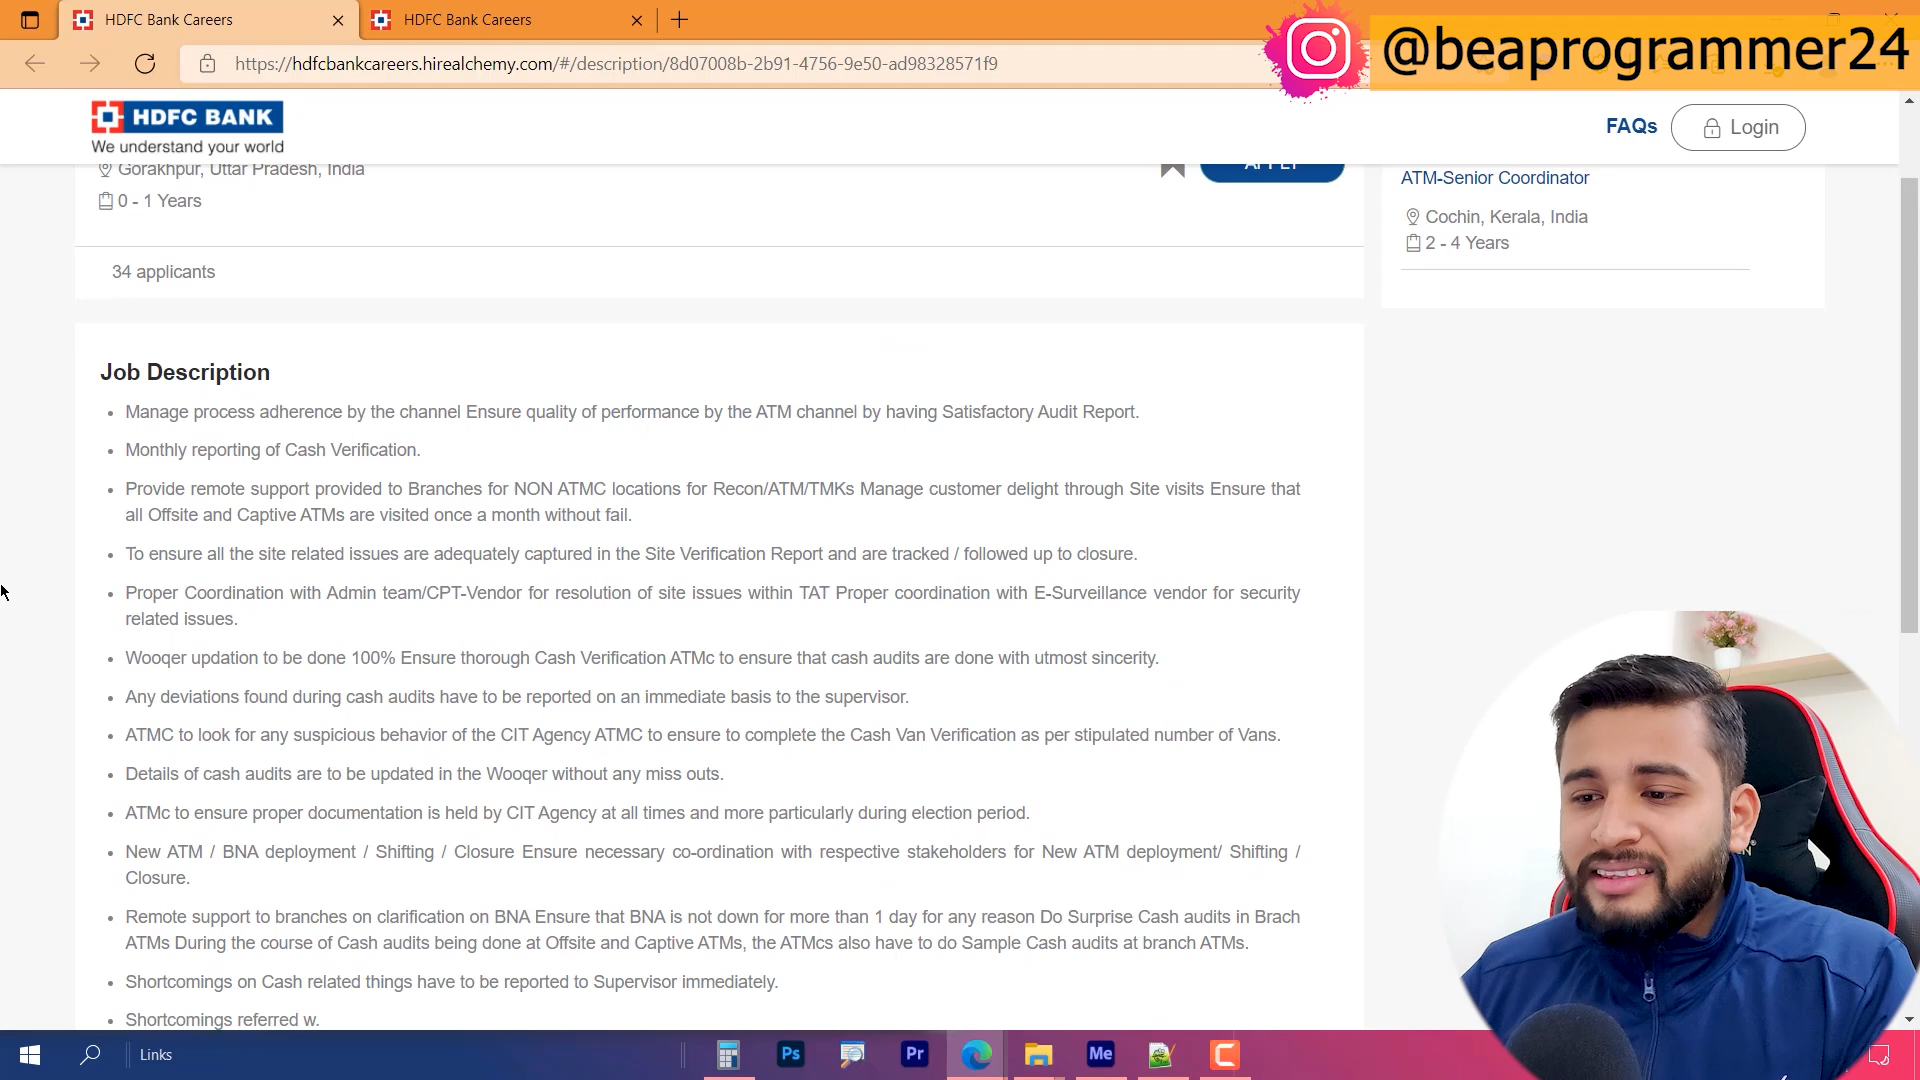 HDFC Bank Careers
HDFC Bank Careers
@beaprogrammer24
https://hdfcbankcareers.hirealchemy.com/#/description/8d07008b-2b91-4756-9e50-ad98328571f9
HDFC BANK
We understand your world
FAQs
Login
Gorakhpur, Uttar Pradesh, India
APPLY
0 - 1 Years
34 applicants
ATM-Senior Coordinator
Cochin, Kerala, India
2 - 4 Years
Job Description
Manage process adherence by the channel Ensure quality of performance by the ATM channel by having Satisfactory Audit Report.
Monthly reporting of Cash Verification.
Provide remote support provided to Branches for NON ATMC locations for Recon/ATM/TMKs Manage customer delight through Site visits Ensure that
all Offsite and Captive ATMs are visited once a month without fail.
To ensure all the site related issues are adequately captured in the Site Verification Report and are tracked / followed up to closure.
Proper Coordination with Admin team/CPT-Vendor for resolution of site issues within TAT Proper coordination with E-Surveillance vendor for security
related issues.
Wooqer updation to be done 100% Ensure thorough Cash Verification ATMc to ensure that cash audits are done with utmost sincerity.
Any deviations found during cash audits have to be reported on an immediate basis to the supervisor.
ATMC to look for any suspicious behavior of the CIT Agency ATMC to ensure to complete the Cash Van Verification as per stipulated number of Vans.
Details of cash audits are to be updated in the Wooqer without any miss outs.
ATMc to ensure proper documentation is held by CIT Agency at all times and more particularly during election period.
New ATM / BNA deployment / Shifting / Closure Ensure necessary co-ordination with respective stakeholders for New ATM deployment/ Shifting /
Closure.
Remote support to branches on clarification on BNA Ensure that BNA is not down for more than 1 day for any reason Do Surprise Cash audits in Brach
ATMs During the course of Cash audits being done at Offsite and Captive ATMs, the ATMcs also have to do Sample Cash audits at branch ATMs.
Shortcomings on Cash related things have to be reported to Supervisor immediately.
Shortcomings referred w.
Links
Ps
Pr
Me
C